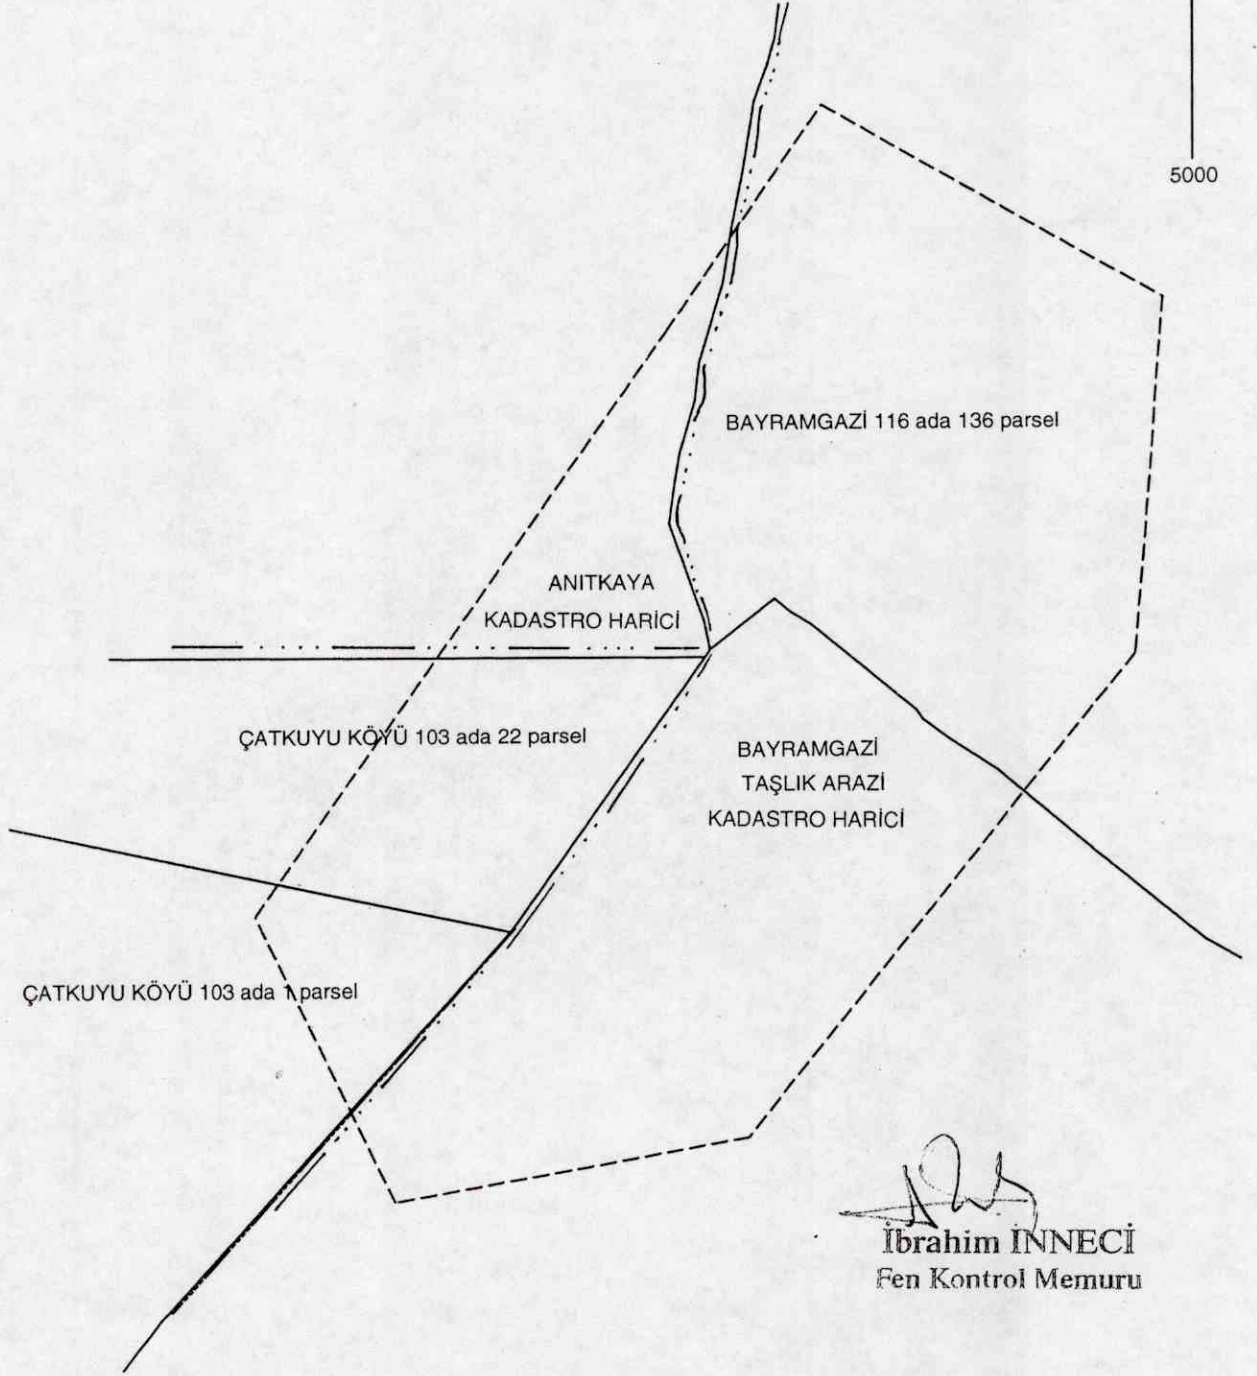 5000
BAYRAMGAZİ 116 ada 136 parsel
ANITKAYA
KADASTRO HARİCİ
ÇATKUYU KÖYÜ 103 ada 22 parsel
BAYRAMGAZİ
TAŞLIK ARAZİ
KADASTRO HARİCİ
ÇATKUYU KÖYÜ 103 ada 1 parsel
İbrahim İNNECİ
Fen Kontrol Memuru